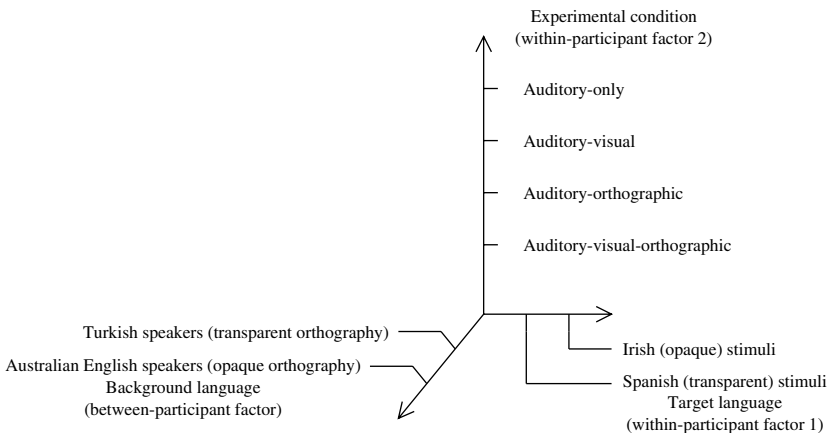 Experimental condition
(within-participant factor 2)
Auditory-only
Auditory-visual
Auditory-orthographic
Auditory-visual-orthographic
Turkish speakers (transparent orthography)
Australian English speakers (opaque orthography)
Background language
(between-participant factor)
Irish (opaque) stimuli
Spanish (transparent) stimuli
Target language
(within-participant factor 1)